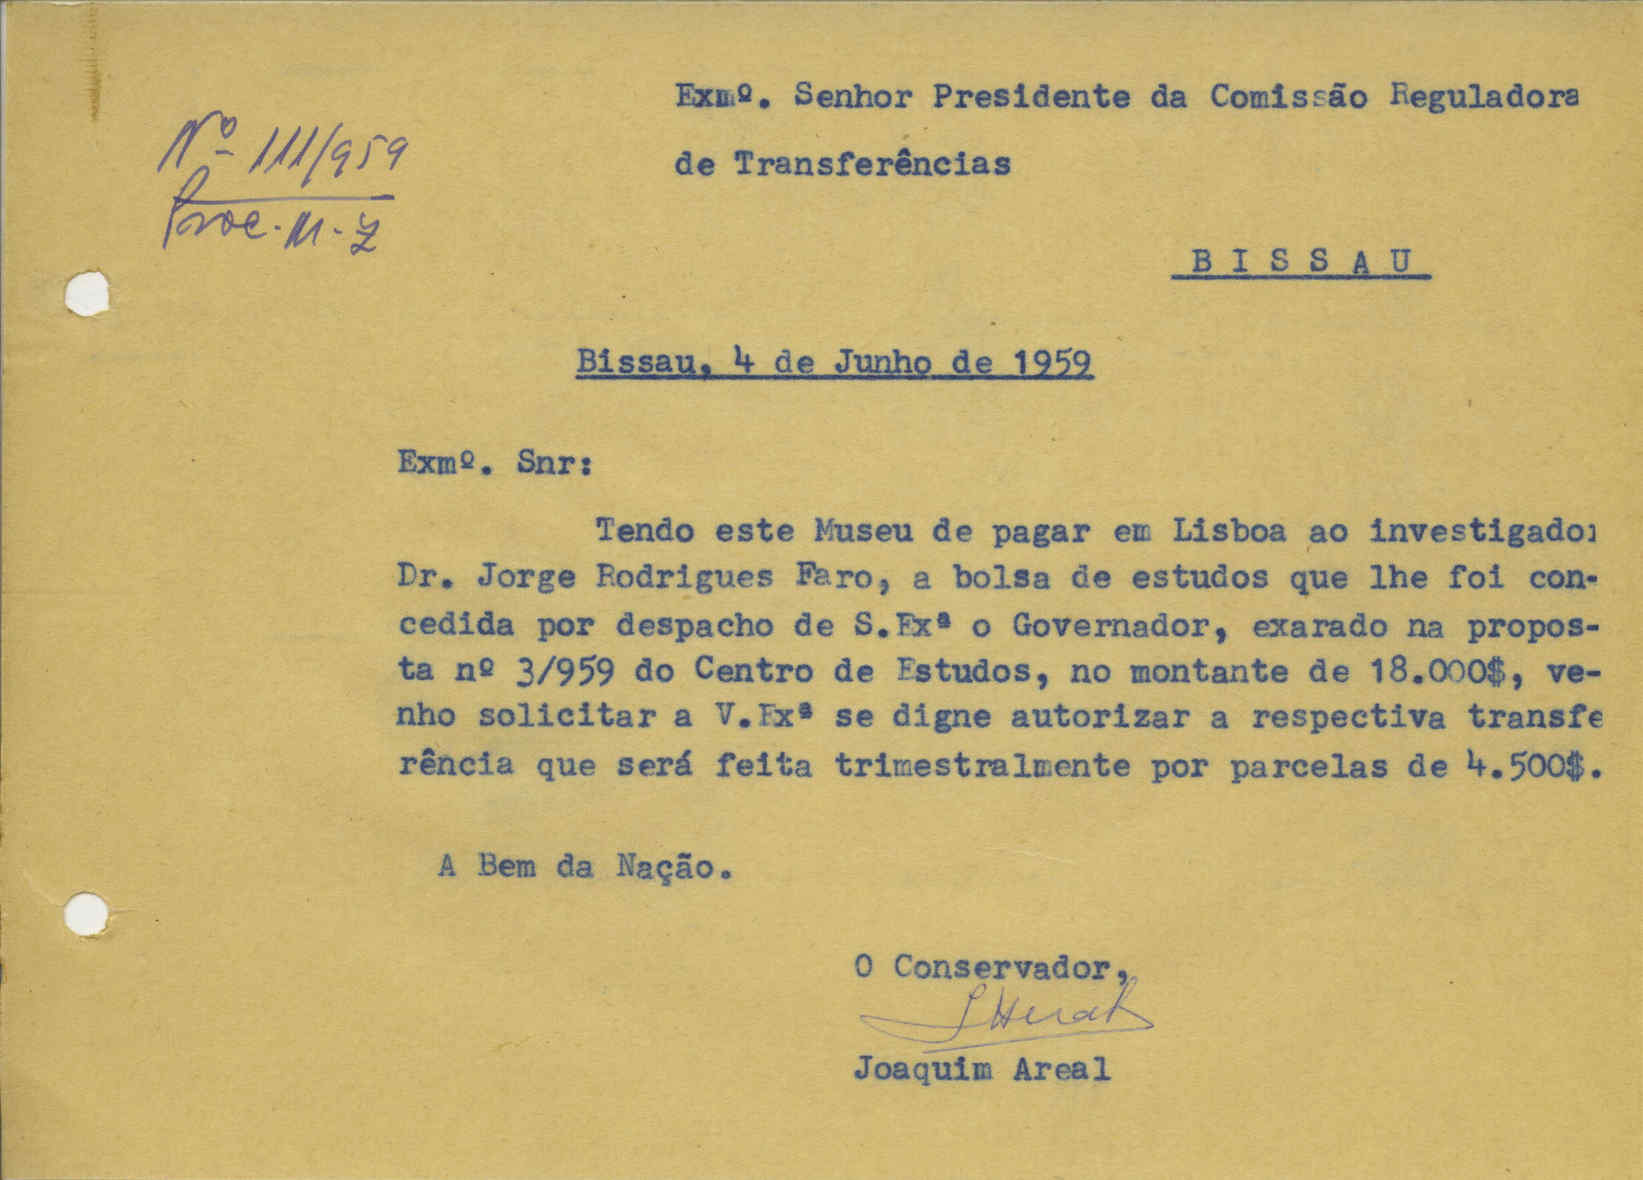 Exmº. Senhor Presidente da Comissão Reguladora
de Transferências
Nº 111/959
Proc. M-Z
BISSAU
Bissau, 4 de Junho de 1959
Exmº. Snr:
Tendo este Museu de pagar em Lisboa ao investigador
Dr. Jorge Rodrigues Faro, a bolsa de estudos que lhe foi con-
cedida por despacho de S.Exª o Governador, exarado na propos-
ta nº 3/959 do Centro de Estudos, no montante de 18.000$, ve-
nho solicitar a V.Exª se digne autorizar a respectiva transfe
rência que será feita trimestralmente por parcelas de 4.500$.
A Bem da Nação.
O Conservador,
Joaquim Areal